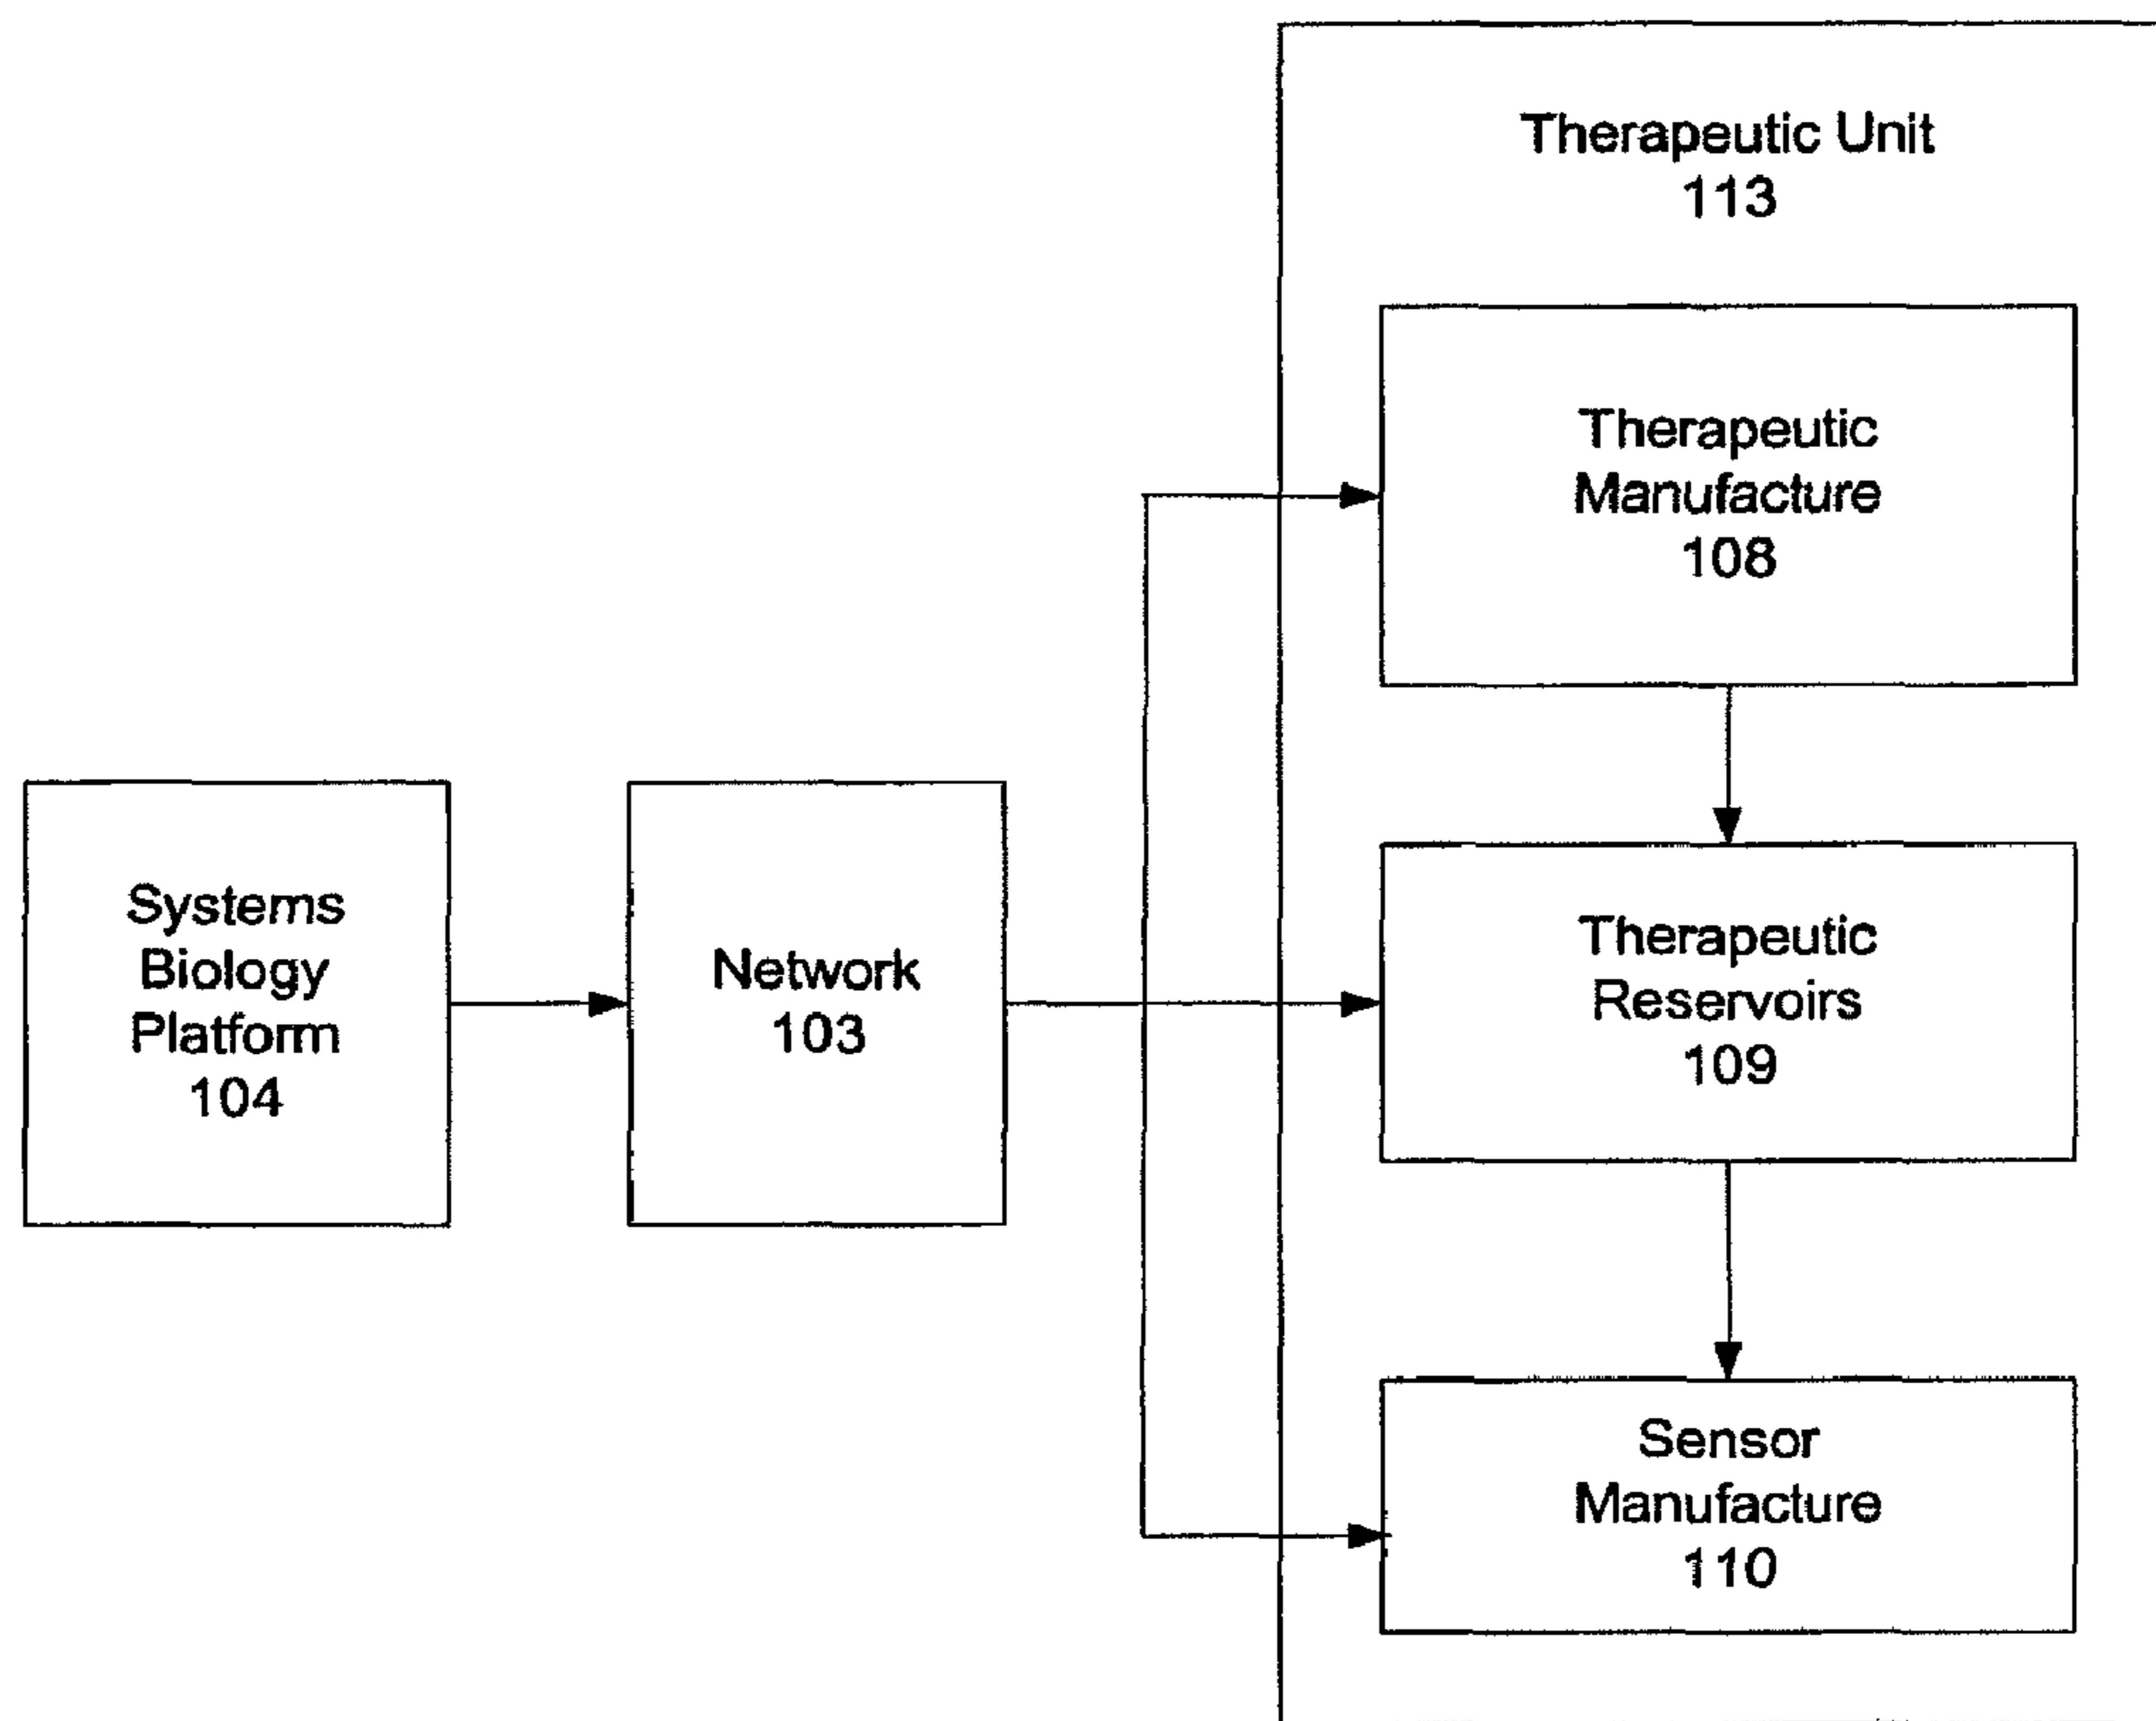 Therapeutic Unit
113
Therapeutic
Manufacture
108
Systems
Biology
Platform
104
Network
103
Therapeutic
Reservoirs
109
Sensor
Manufacture
110